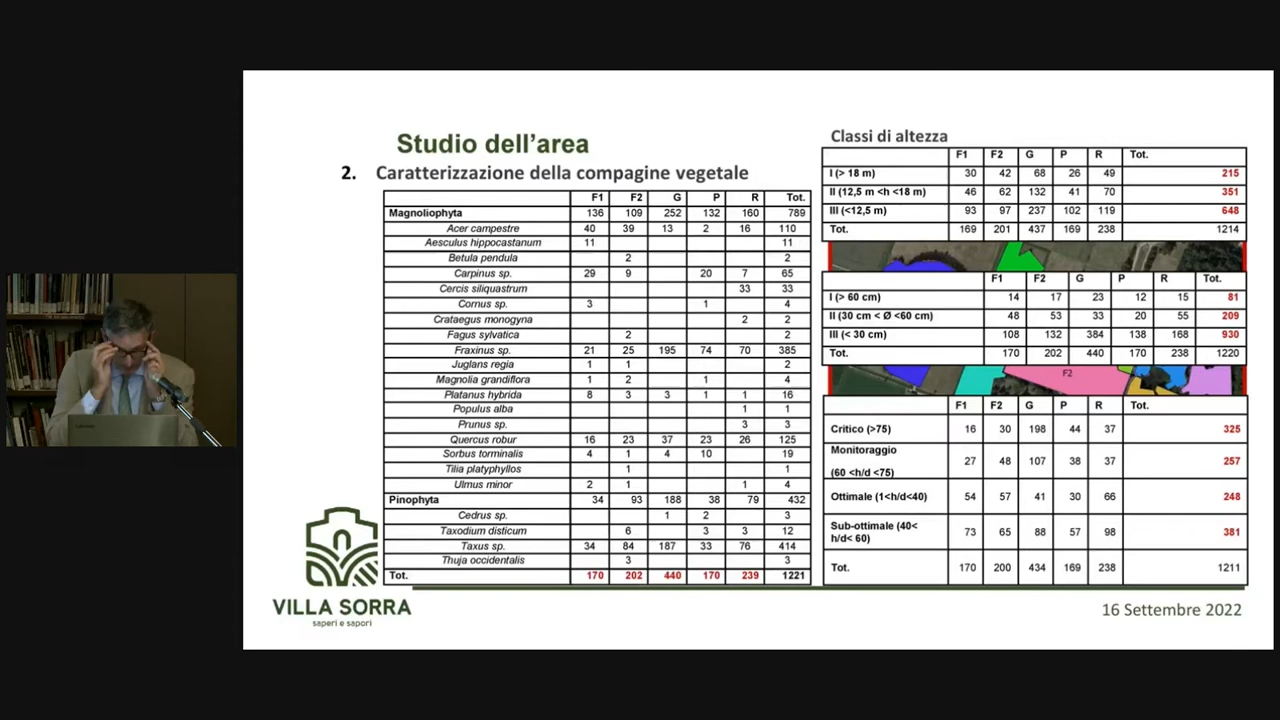 Studio dell'area
2. Caratterizzazione della compagine vegetale
F1 F2 G P R Tot.
Magnoliophyta 136 109 252 132 160 789
Acer campestre 40 39 13 2 16 110
Aesculus hippocastanum 11 11
Betula pendula 2 2
Carpinus sp. 29 9 20 7 65
Cercis siliquastrum 33 33
Cornus sp. 3 1 4
Crataegus monogyna 2 2
Fagus sylvatica 2 2
Fraxinus sp. 21 25 195 74 70 385
Juglans regia 1 1 2
Magnolia grandiflora 1 2 1 4
Platanus hybrida 8 3 3 1 1 16
Populus alba 1 1
Prunus sp. 3 3
Quercus robur 16 23 37 23 26 125
Sorbus torminalis 4 1 4 10 19
Tilia platyphyllos 1 1
Ulmus minor 2 1 1 4
Pinophyta 34 93 188 38 79 432
Cedrus sp. 1 2 3
Taxodium disticum 6 3 3 12
Taxus sp. 34 84 187 33 76 414
Thuja occidentalis 3 3
Tot. 170 202 440 170 239 1221
Classi di altezza
F1 F2 G P R Tot.
I (> 18 m) 30 42 68 26 49 215
II (12,5 m <h <18 m) 46 62 132 41 70 351
III (<12,5 m) 93 97 237 102 119 648
Tot. 169 201 437 169 238 1214
F1 F2 G P R Tot.
I (> 60 cm) 14 17 23 12 15 81
II (30 cm < Ø <60 cm) 48 53 33 20 55 209
III (< 30 cm) 108 132 384 138 168 930
Tot. 170 202 440 170 238 1220
F2
F1 F2 G P R Tot.
Critico (>75) 16 30 198 44 37 325
Monitoraggio
(60 <h/d <75) 27 48 107 38 37 257
Ottimale (1<h/d<40) 54 57 41 30 66 248
Sub-ottimale (40<
h/d< 60) 73 65 88 57 98 381
Tot. 170 200 434 169 238 1211
VILLA SORRA
saperi e sapori
16 Settembre 2022